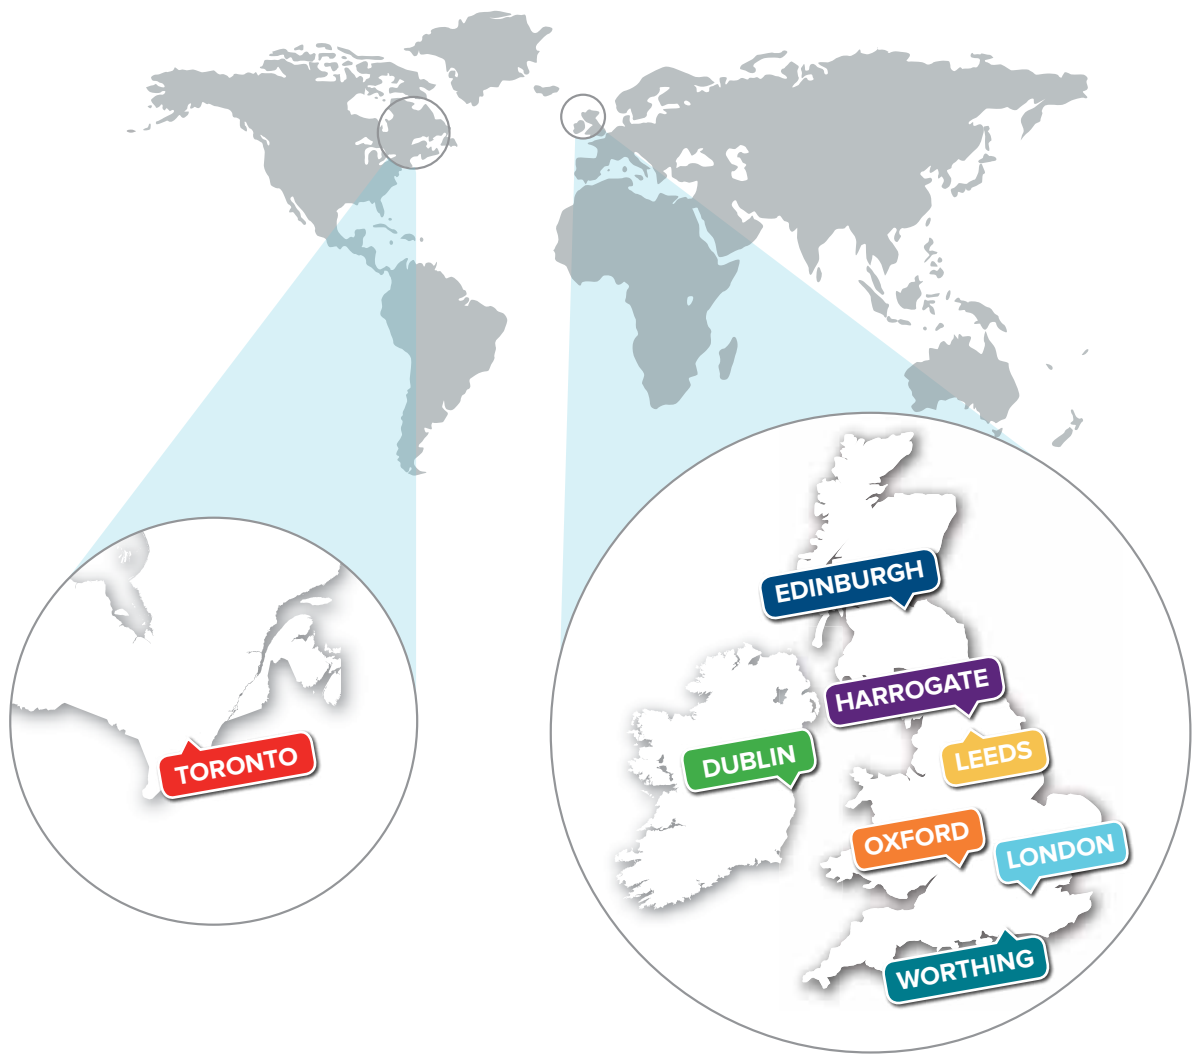 EDINBURGH
HARROGATE
TORONTO
DUBLIN
LEEDS
OXFORD
LONDON
WORTHING